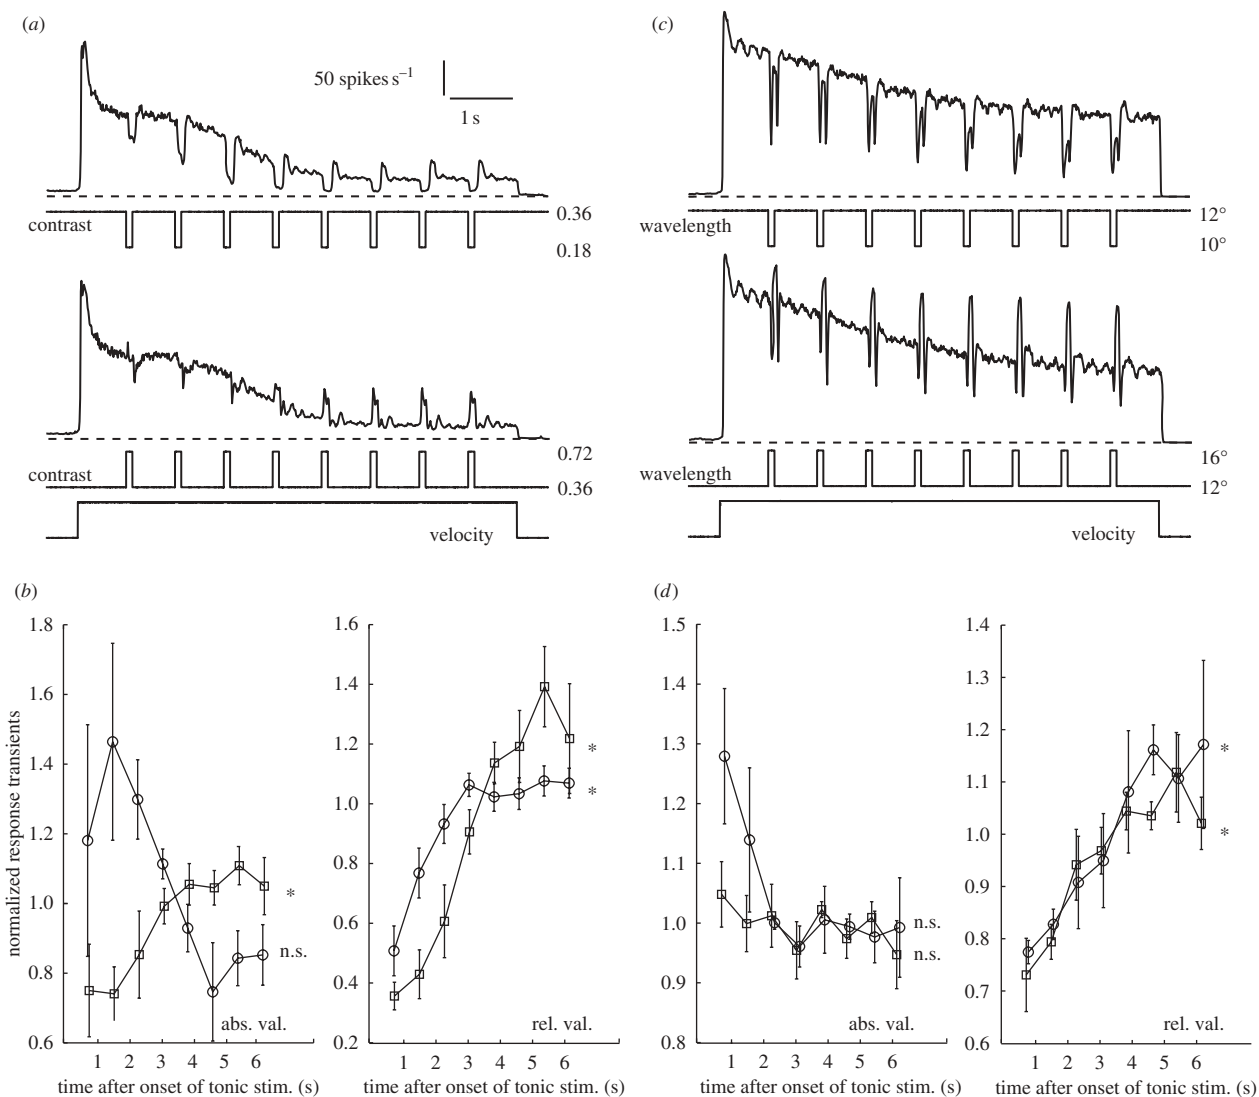 (a)
50 spikes s⁻¹
1 s
contrast
0.36
0.18
contrast
0.72
0.36
velocity
(c)
wavelength
12°
10°
wavelength
16°
12°
velocity
(b)
normalized response transients
1.8
1.6
1.4
1.2
1.0
0.8
0.6
*
n.s.
abs. val.
1 2 3 4 5 6
time after onset of tonic stim. (s)
1.6
1.4
1.2
1.0
0.8
0.6
0.4
0.2
*
*
rel. val.
1 2 3 4 5 6
time after onset of tonic stim. (s)
(d)
1.5
1.4
1.3
1.2
1.1
1.0
0.9
0.8
n.s.
n.s.
abs. val.
1 2 3 4 5 6
time after onset of tonic stim. (s)
1.4
1.3
1.2
1.1
1.0
0.9
0.8
0.7
0.6
*
*
rel. val.
1 2 3 4 5 6
time after onset of tonic stim. (s)